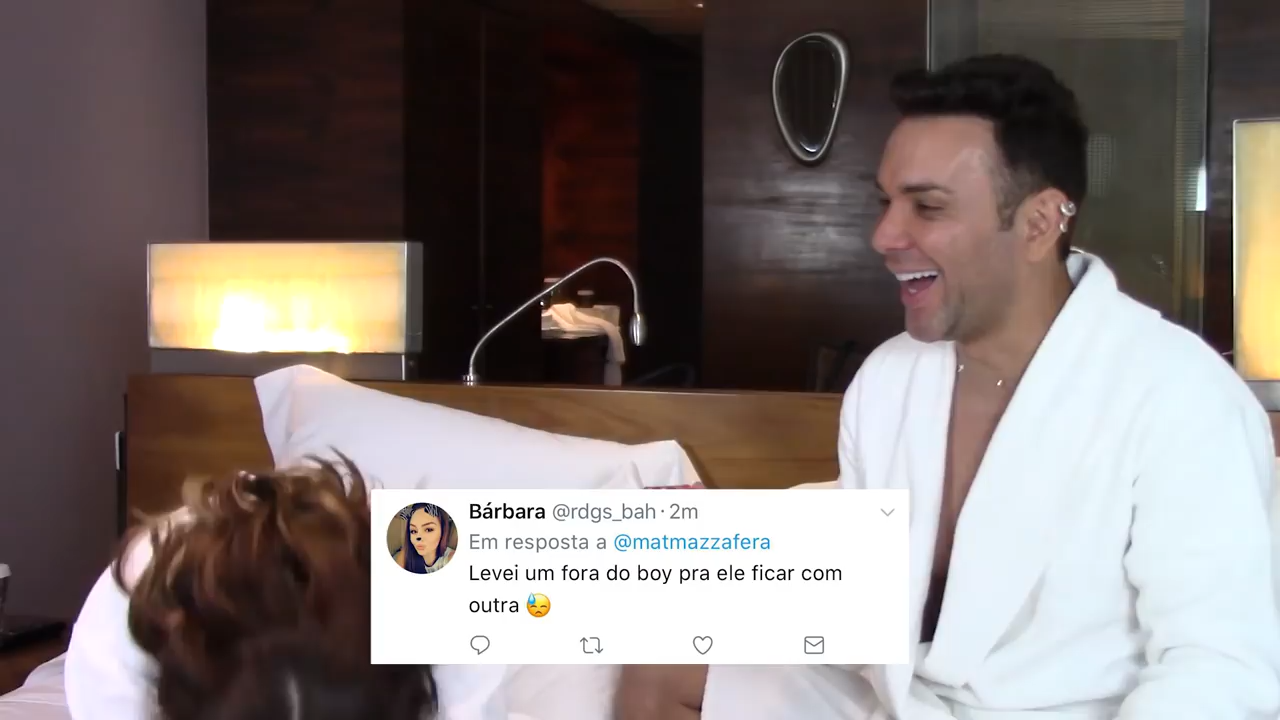 Bárbara @rdgs_bah · 2m
Em resposta a @matmazzafera
Levei um fora do boy pra ele ficar com
outra 😓